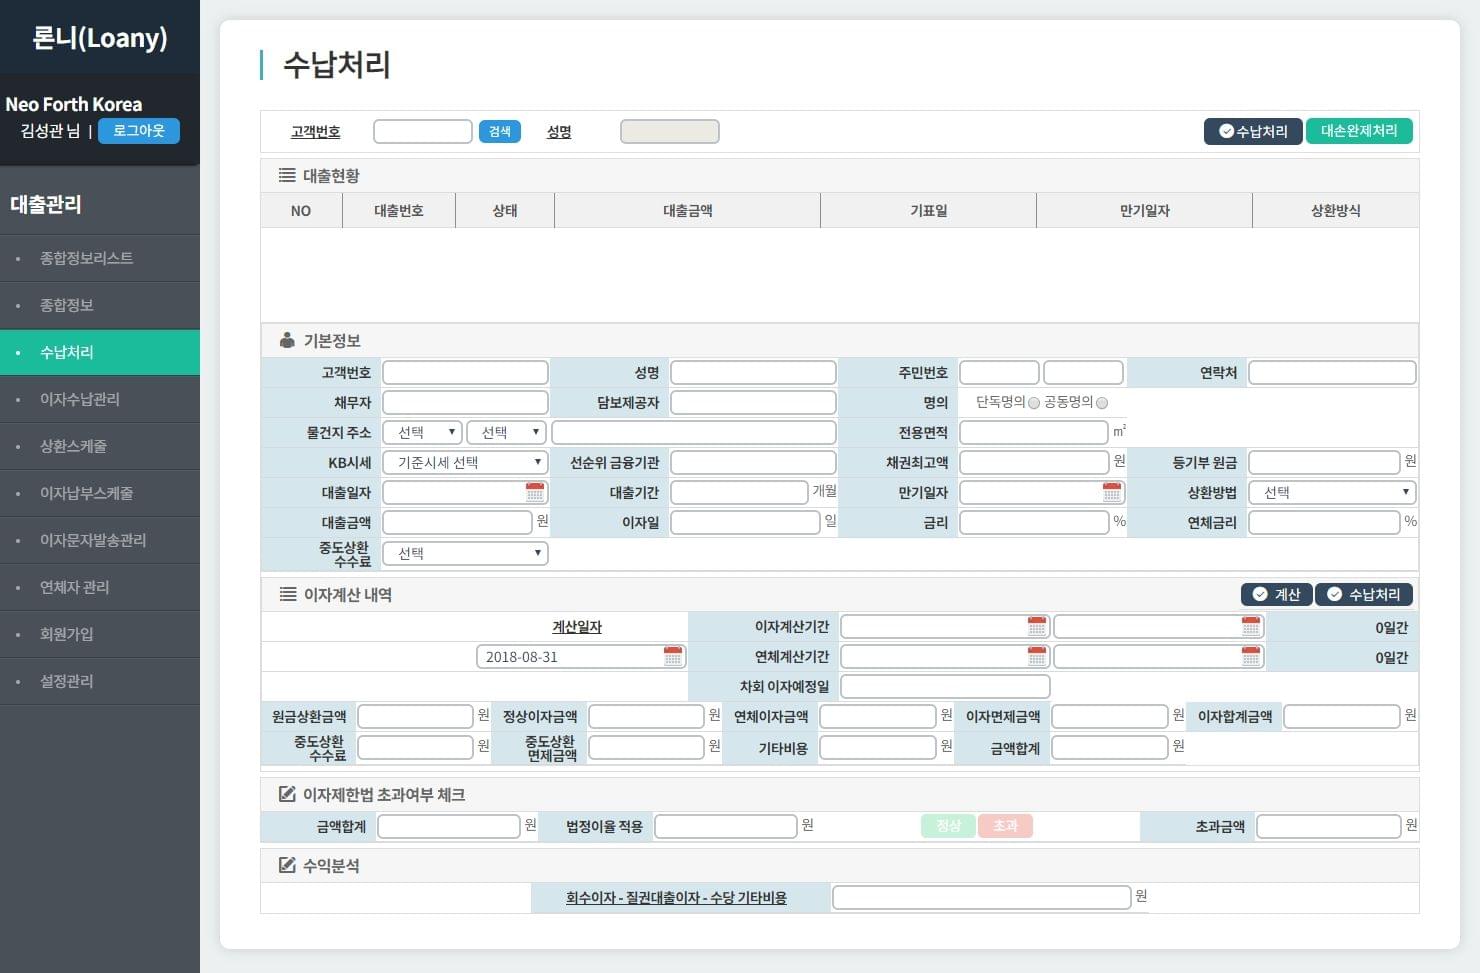 론니(Loany)
Neo Forth Korea
김성관 님 | 로그아웃
대출관리
종합정보리스트
종합정보
수납처리
이자수납관리
상환스케줄
이자납부스케줄
이자문자발송관리
연체자 관리
회원가입
설정관리
수납처리
고객번호 검색 성명 수납처리 대손완제처리
대출현황
NO 대출번호 상태 대출금액 기표일 만기일자 상환방식
기본정보
고객번호 성명 주민번호 연락처
채무자 담보제공자 명의 단독명의 공동명의
물건지 주소 선택 선택 전용면적 m²
KB시세 기준시세 선택 선순위 금융기관 채권최고액 원 등기부 원금 원
대출일자 대출기간 개월 만기일자 상환방법 선택
대출금액 원 이자일 일 금리 % 연체금리 %
중도상환
수수료 선택
이자계산 내역 계산 수납처리
계산일자 이자계산기간 0일간
2018-08-31 연체계산기간 0일간
차회 이자예정일
원금상환금액 원 정상이자금액 원 연체이자금액 원 이자면제금액 원 이자합계금액 원
중도상환
수수료 원 중도상환
면제금액 원 기타비용 원 금액합계 원
이자제한법 초과여부 체크
금액합계 원 법정이율 적용 원 정상 초과 초과금액 원
수익분석
회수이자 - 질권대출이자 - 수당 기타비용 원